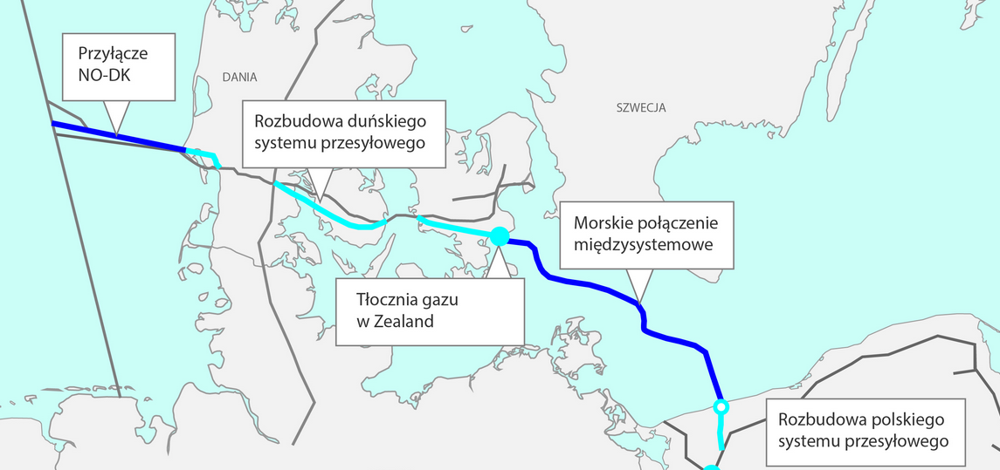 Przyłącze
NO-DK
DANIA
Rozbudowa duńskiego
systemu przesyłowego
SZWECJA
Morskie połączenie
międzysystemowe
Tłocznia gazu
w Zealand
Rozbudowa polskiego
systemu przesyłowego